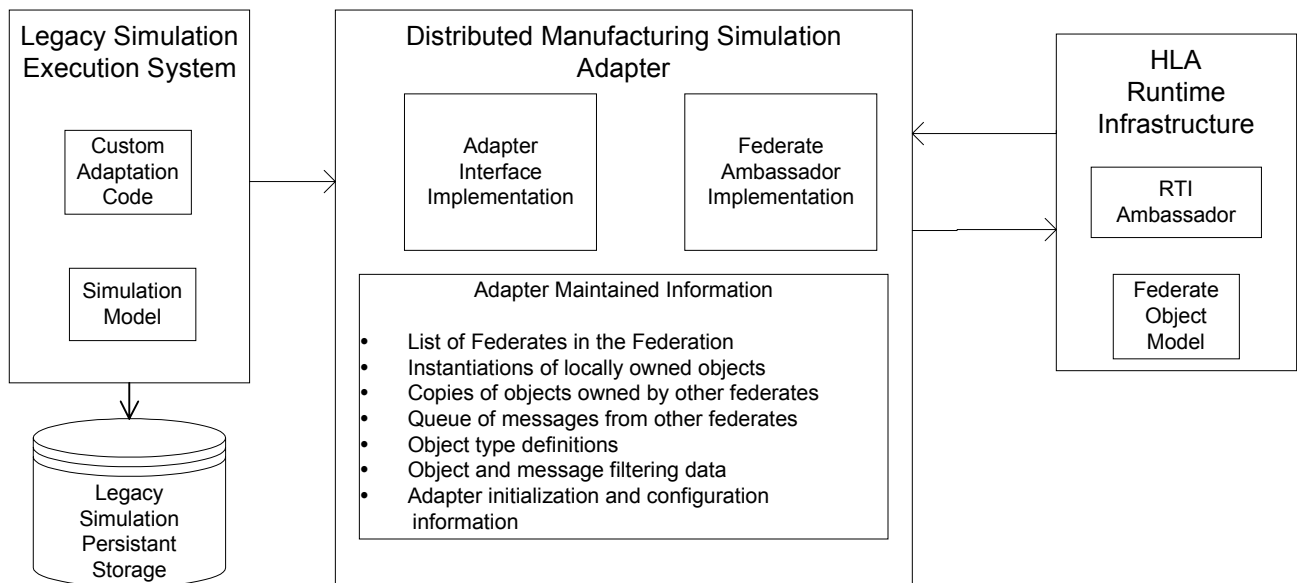 Legacy Simulation
Execution System
Custom
Adaptation
Code
Simulation
Model
Legacy
Simulation
Persistant
Storage
Distributed Manufacturing Simulation
Adapter
Adapter
Interface
Implementation
Federate
Ambassador
Implementation
Adapter Maintained Information
• List of Federates in the Federation
• Instantiations of locally owned objects
• Copies of objects owned by other federates
• Queue of messages from other federates
• Object type definitions
• Object and message filtering data
• Adapter initialization and configuration
information
HLA
Runtime
Infrastructure
RTI
Ambassador
Federate
Object
Model